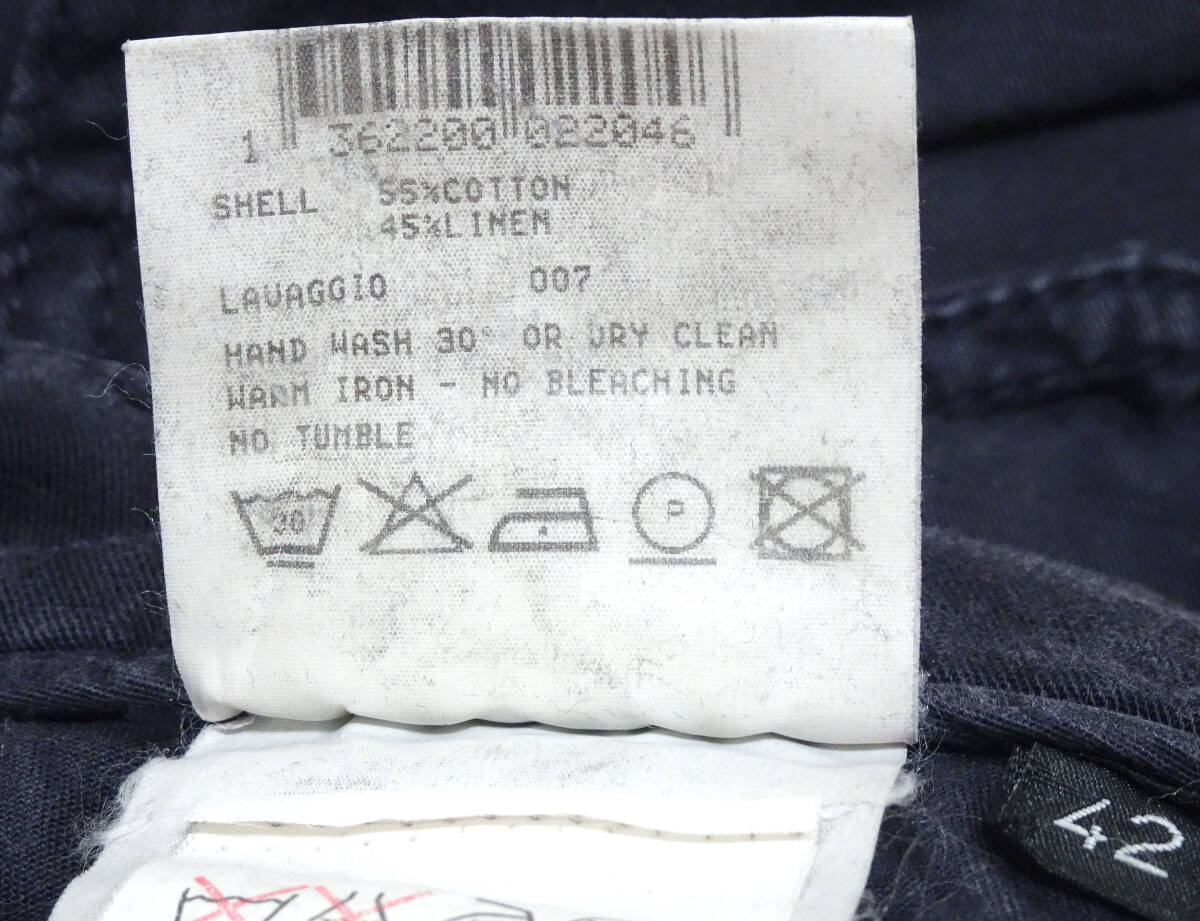 1 362200 022046
SHELL 55%COTTON
45%LINEN
LAVAGGIO 007
HAND WASH 30° OR DRY CLEAN
WARM IRON - NO BLEACHING
NO TUMBLE
30 P
42